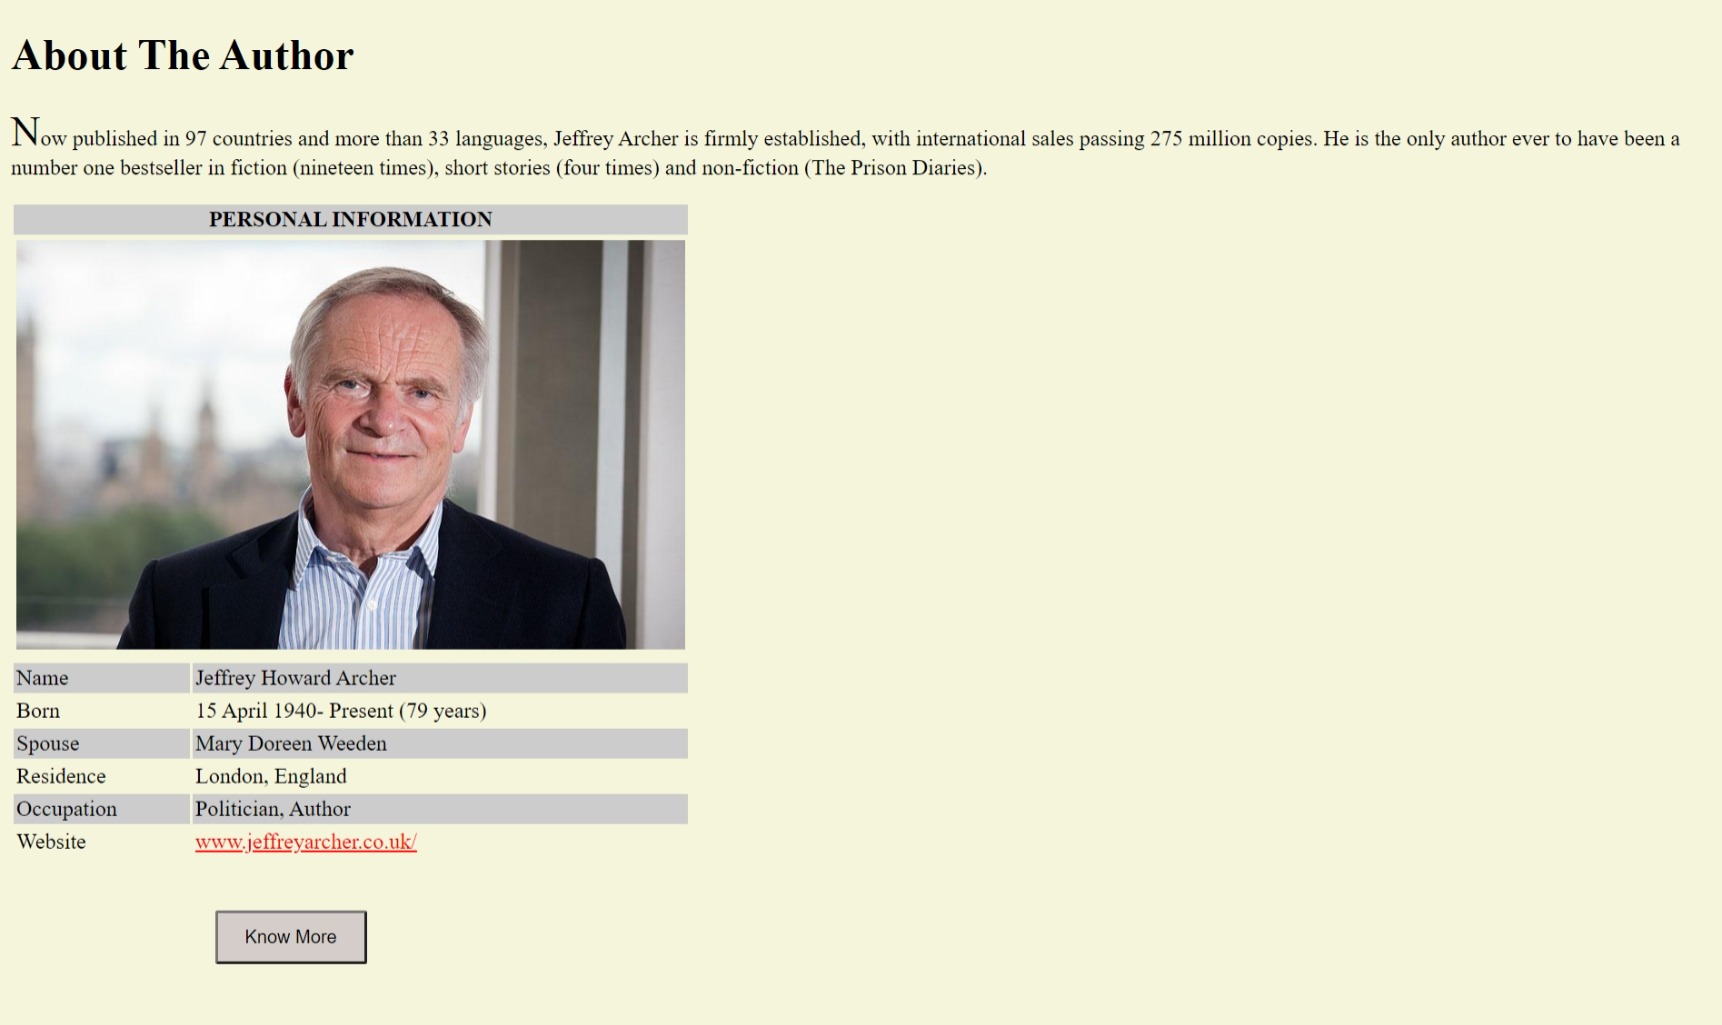 About The Author
Now published in 97 countries and more than 33 languages, Jeffrey Archer is firmly established, with international sales passing 275 million copies. He is the only author ever to have been a
number one bestseller in fiction (nineteen times), short stories (four times) and non-fiction (The Prison Diaries).
PERSONAL INFORMATION
Name Jeffrey Howard Archer
Born 15 April 1940- Present (79 years)
Spouse Mary Doreen Weeden
Residence London, England
Occupation Politician, Author
Website www.jeffreyarcher.co.uk/
Know More